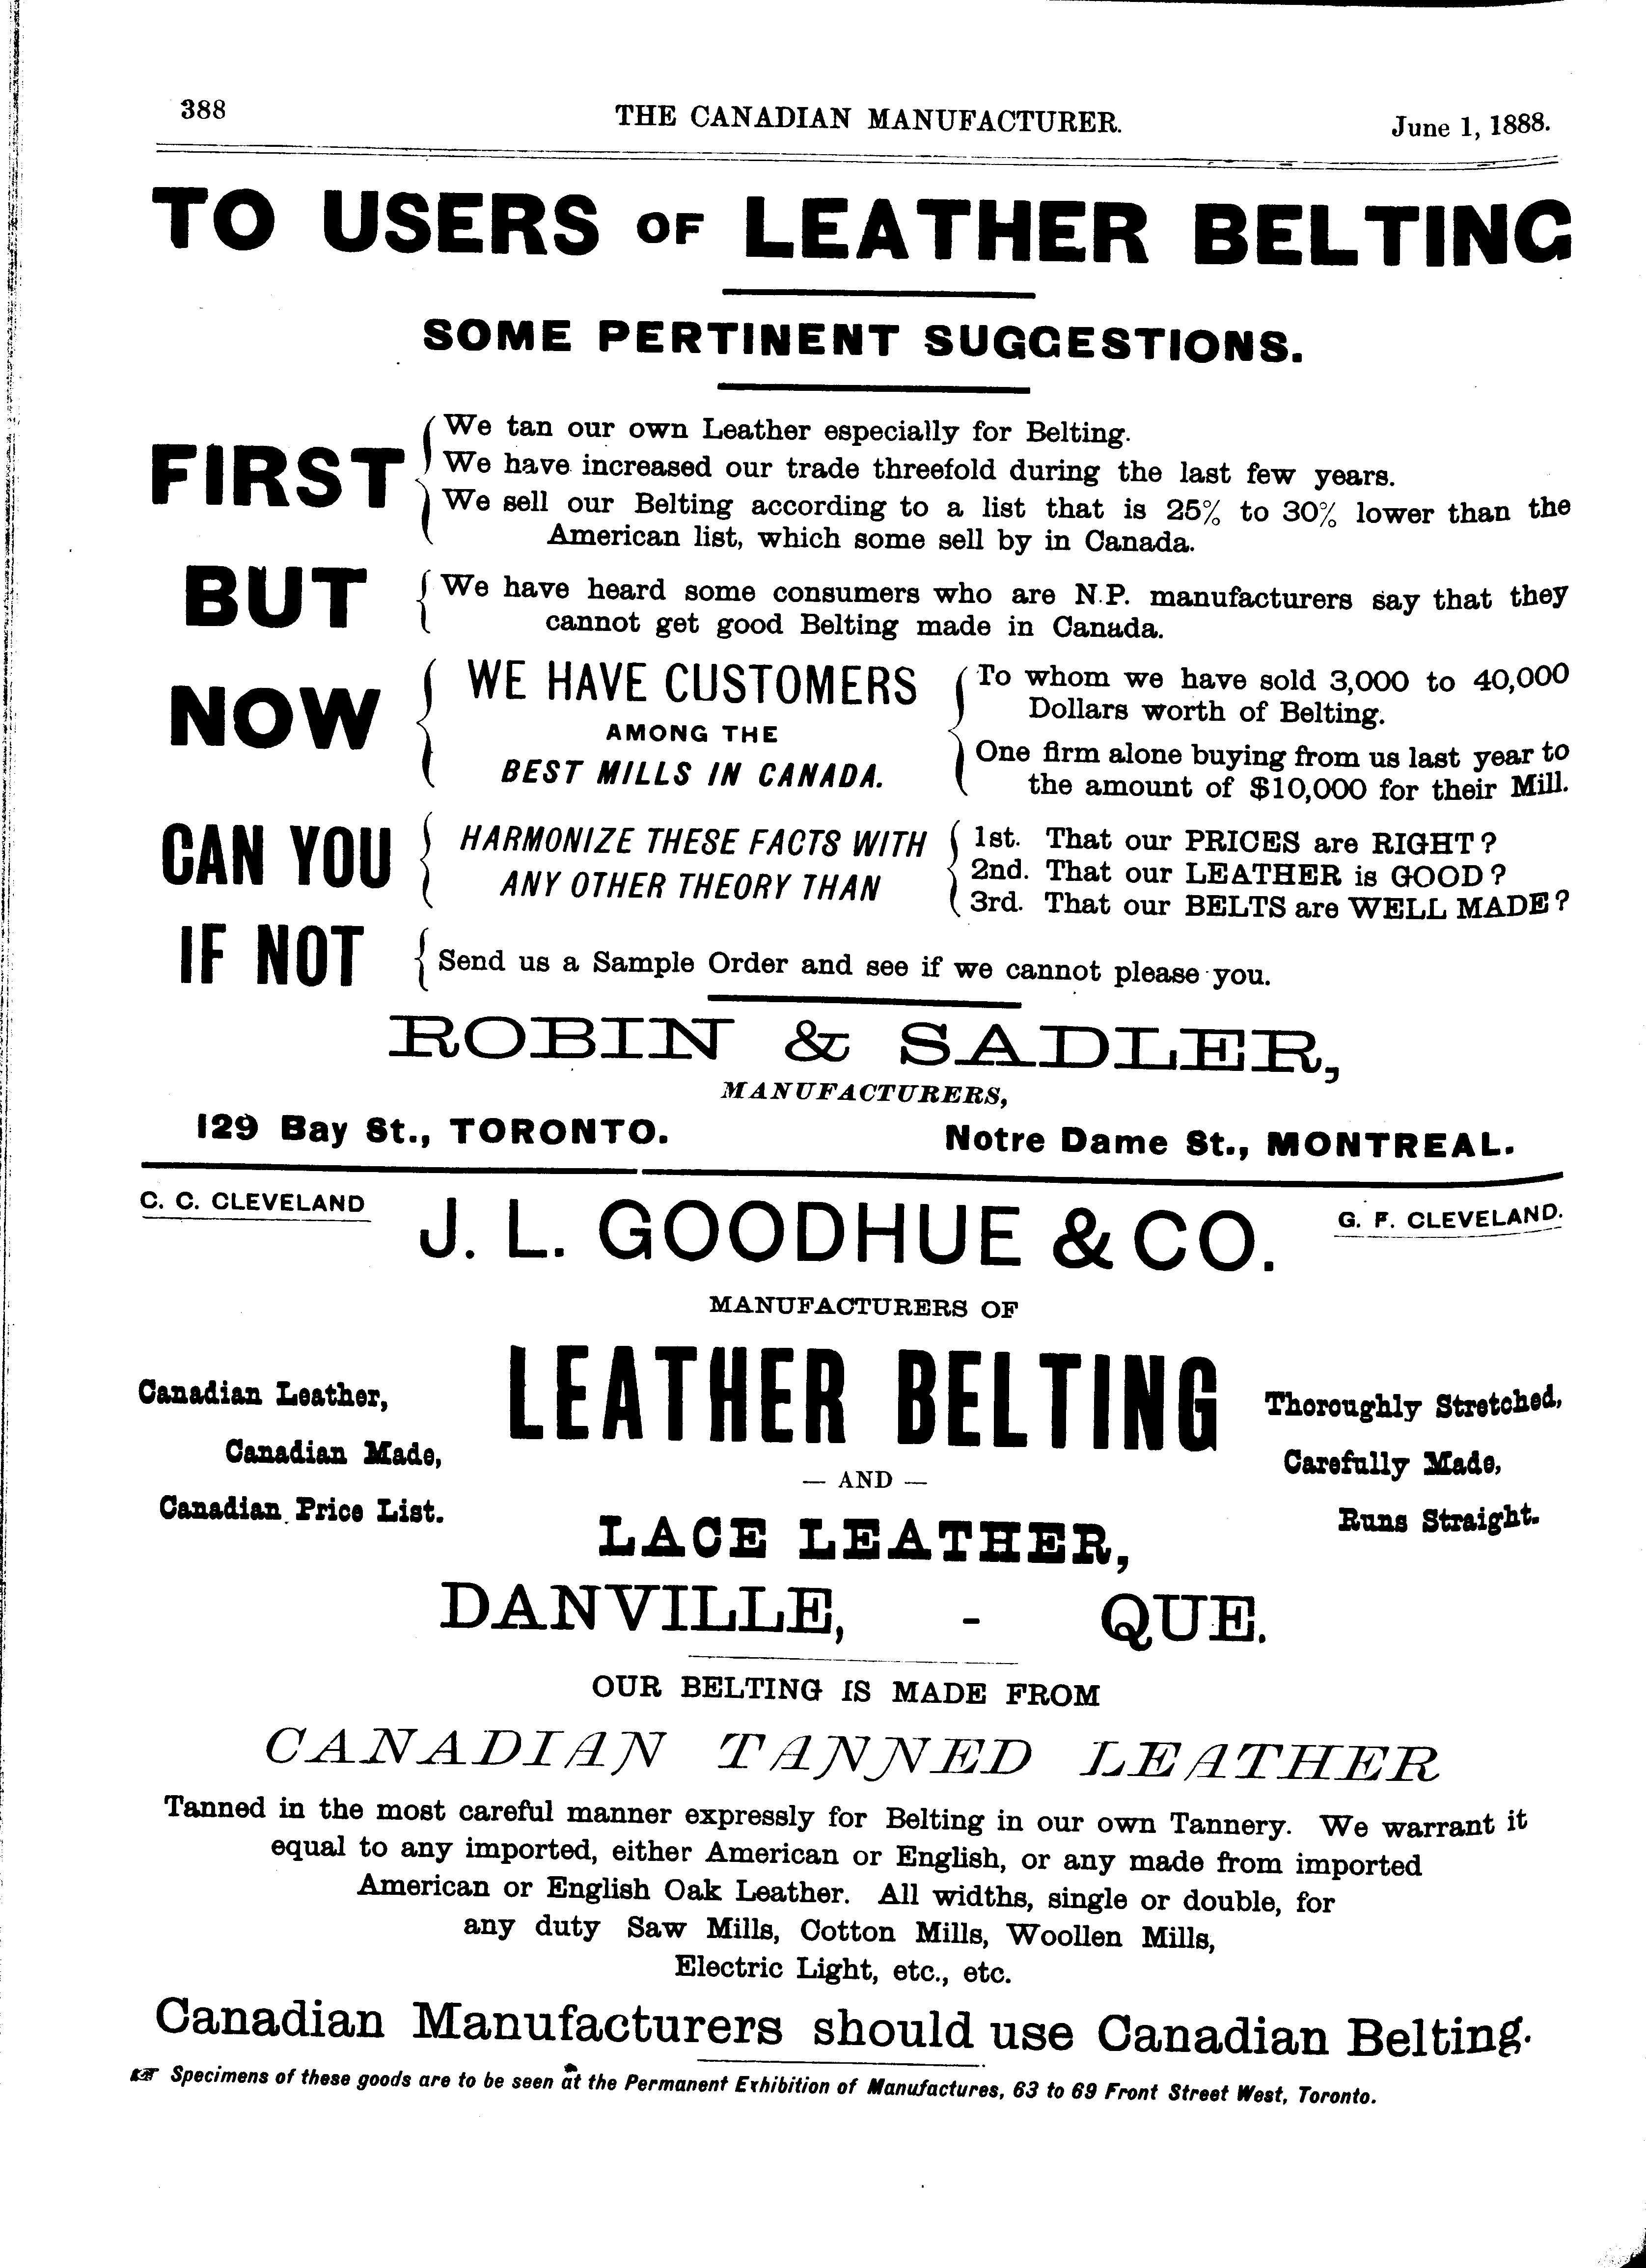 388
THE CANADIAN MANUFACTURER.
June 1, 1888.
TO USERS OF LEATHER BELTING
SOME PERTINENT SUGGESTIONS.
FIRST
We tan our own Leather especially for Belting.
We have increased our trade threefold during the last few years.
We sell our Belting according to a list that is 25% to 30% lower than the
American list, which some sell by in Canada.
BUT
We have heard some consumers who are N.P. manufacturers say that they
cannot get good Belting made in Canada.
NOW
WE HAVE CUSTOMERS
AMONG THE
BEST MILLS IN CANADA.
To whom we have sold 3,000 to 40,000
Dollars worth of Belting.
One firm alone buying from us last year to
the amount of $10,000 for their Mill.
CAN YOU
HARMONIZE THESE FACTS WITH
ANY OTHER THEORY THAN
1st. That our PRICES are RIGHT?
2nd. That our LEATHER is GOOD?
3rd. That our BELTS are WELL MADE?
IF NOT
Send us a Sample Order and see if we cannot please you.
ROBIN & SADLER,
MANUFACTURERS,
129 Bay St., TORONTO.
Notre Dame St., MONTREAL.
C. C. CLEVELAND
J. L. GOODHUE & CO.
G. F. CLEVELAND.
MANUFACTURERS OF
LEATHER BELTING
Canadian Leather,
Canadian Made,
Canadian Price List.
Thoroughly Stretched,
Carefully Made,
Runs Straight.
— AND —
LACE LEATHER,
DANVILLE, - QUE.
OUR BELTING IS MADE FROM
CANADIAN TANNED LEATHER
Tanned in the most careful manner expressly for Belting in our own Tannery. We warrant it
equal to any imported, either American or English, or any made from imported
American or English Oak Leather. All widths, single or double, for
any duty Saw Mills, Cotton Mills, Woollen Mills,
Electric Light, etc., etc.
Canadian Manufacturers should use Canadian Belting.
☞ Specimens of these goods are to be seen at the Permanent Exhibition of Manufactures, 63 to 69 Front Street West, Toronto.